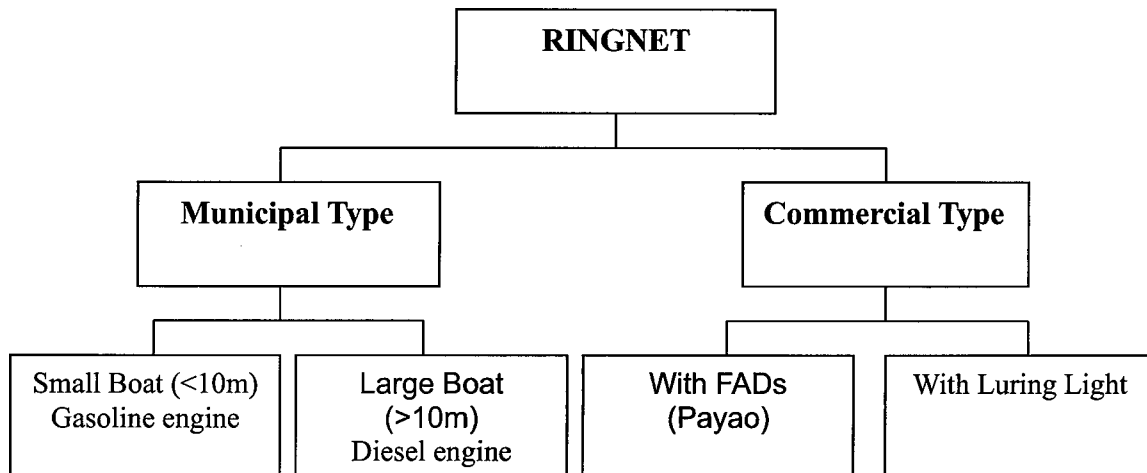 RINGNET
Municipal Type
Commercial Type
Small Boat (<10m)
Gasoline engine
Large Boat
(>10m)
Diesel engine
With FADs
(Payao)
With Luring Light